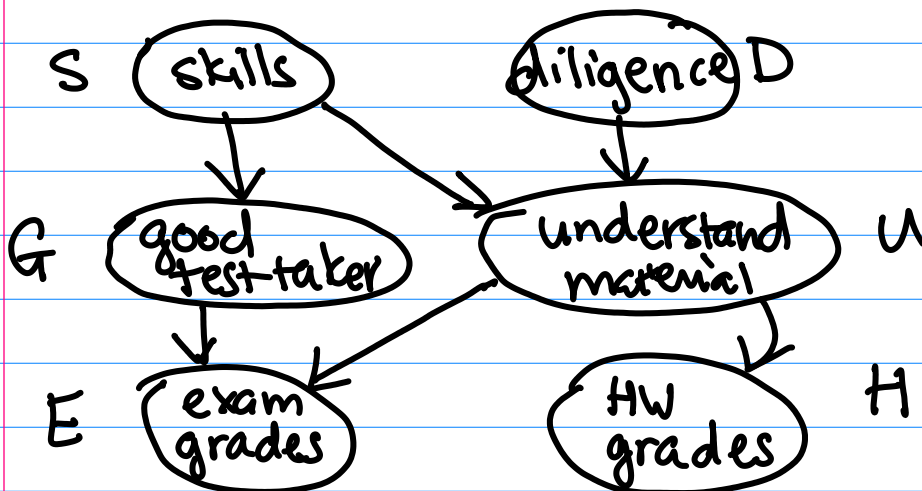 S skills diligence D
G good understand U
test-taker material
E exam HW H
grades grades